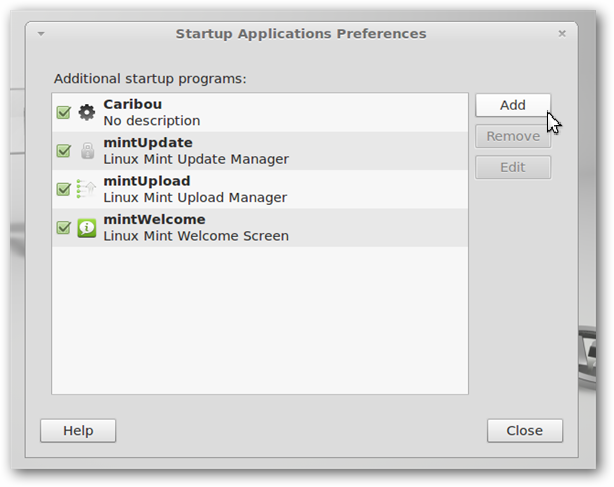 Startup Applications Preferences
Additional startup programs:
Caribou
No description
mintUpdate
Linux Mint Update Manager
mintUpload
Linux Mint Upload Manager
mintWelcome
Linux Mint Welcome Screen
Add
Remove
Edit
Help
Close